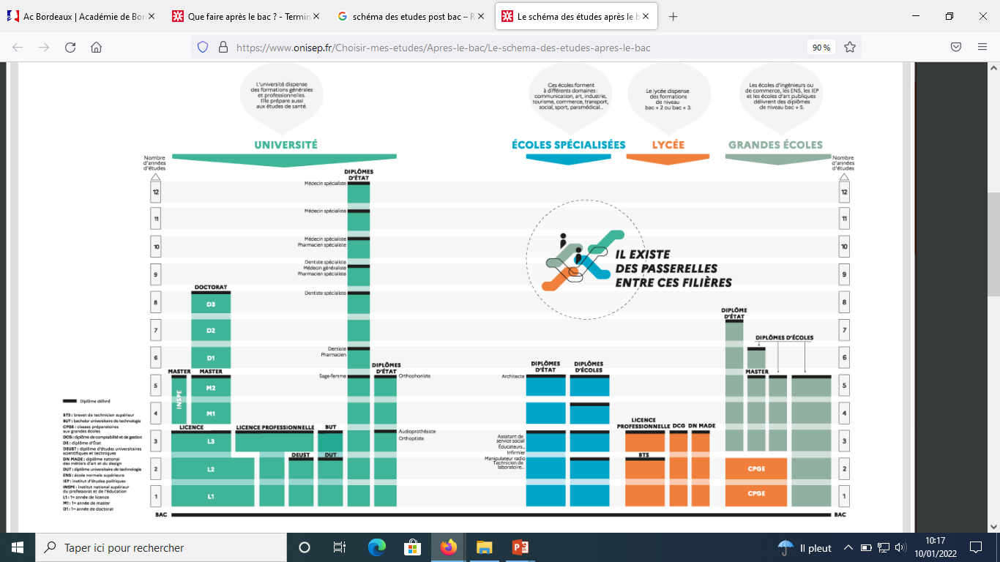 Ac Bordeaux | Académie de Bor
Que faire après le bac ? - Termin
schéma des etudes post bac – R
Le schéma des études après le b
https://www.onisep.fr/Choisir-mes-etudes/Apres-le-bac/Le-schema-des-etudes-apres-le-bac
90 %
L'université dispense
des formations générales
et professionnelles.
Elle prépare aussi
aux études de santé.
Ces écoles forment
à différents domaines :
communication, art, industrie,
tourisme, commerce, transport,
social, sport, paramédical...
Le lycée dispense
des formations
de niveau
bac + 2 ou bac + 3.
Les écoles d'ingénieurs ou
de commerce, les ENS, les IEP
et les écoles d'art publiques
délivrent des diplômes
de niveau bac + 5.
UNIVERSITÉ
ÉCOLES SPÉCIALISÉES
LYCÉE
GRANDES ÉCOLES
Nombre
d'années
d'études
Nombre
d'années
d'études
DIPLÔMES
D'ÉTAT
12
Médecin spécialiste
12
11
Médecin spécialiste
11
10
Médecin spécialiste
Pharmacien spécialiste
10
IL EXISTE
DES PASSERELLES
ENTRE CES FILIÈRES
9
Dentiste spécialiste
Médecin généraliste
Pharmacien spécialiste
9
DOCTORAT
8
D3
Dentiste spécialiste
8
DIPLÔME
D'ÉTAT
7
D2
7
DIPLÔMES D'ÉCOLES
6
D1
Dentiste
Pharmacien
6
MASTER
MASTER
DIPLÔMES
D'ÉTAT
DIPLÔMES
D'ÉTAT
DIPLÔMES
D'ÉCOLES
MASTER
5
M2
Sage-femme
Orthophoniste
Architecte
5
INSPE
4
M1
4
LICENCE
LICENCE PROFESSIONNELLE
BUT
Audioprothésiste
Orthoptiste
LICENCE
PROFESSIONNELLE
DCG
DN MADE
3
L3
Assistant de
service social
Éducateurs...
Infirmier
Manipulateur radio
Technicien de
laboratoire...
3
DEUST
DUT
BTS
2
L2
CPGE
2
1
L1
CPGE
1
BAC
BAC
Diplôme délivré
BTS : brevet de technicien supérieur
BUT : bachelor universitaire de technologie
CPGE : classes préparatoires
aux grandes écoles
DCG : diplôme de comptabilité et de gestion
DE : diplôme d'État
DEUST : diplôme d'études universitaires
scientifiques et techniques
DN MADE : diplôme national
des métiers d'art et du design
DUT : diplôme universitaire de technologie
ENS : école normale supérieure
IEP : institut d'études politiques
INSPE : institut national supérieur
du professorat et de l'éducation
L1 : 1re année de licence
M1 : 1re année de master
D1 : 1re année de doctorat
Taper ici pour rechercher
Il pleut
10:17
10/01/2022